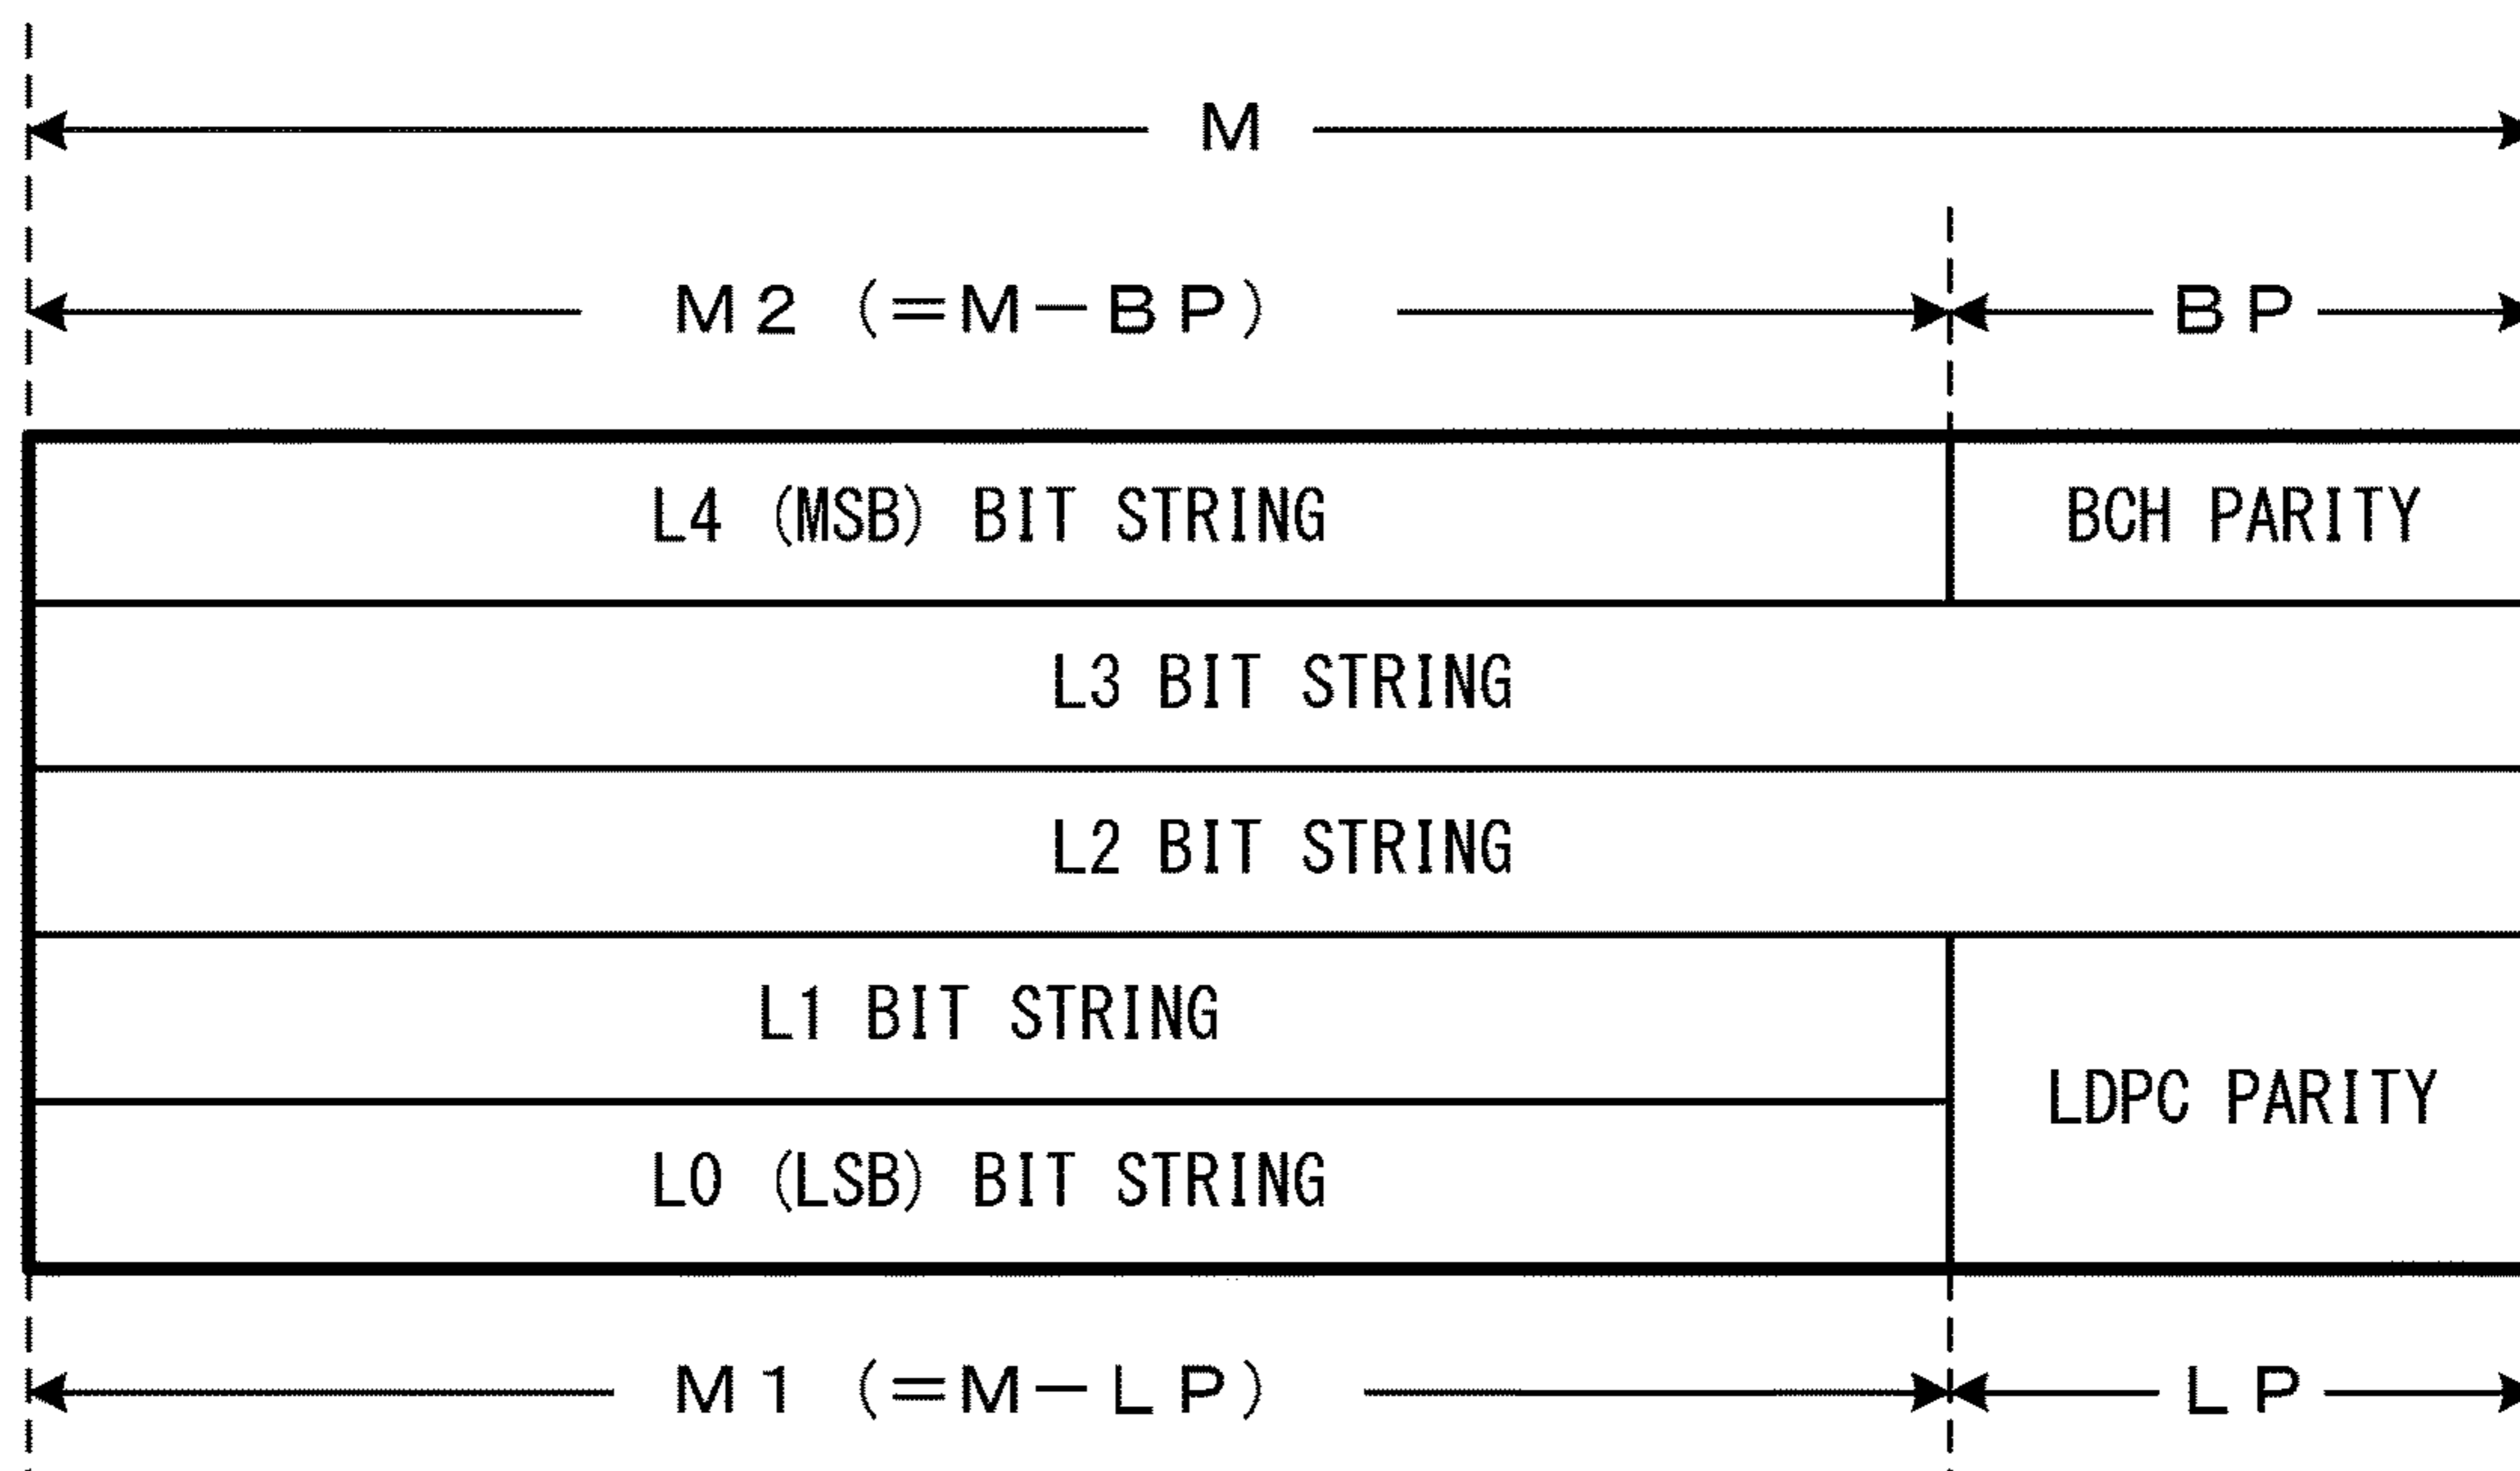 M
M2 (=M-BP) BP
L4 (MSB) BIT STRING BCH PARITY
L3 BIT STRING
L2 BIT STRING
L1 BIT STRING
LDPC PARITY
L0 (LSB) BIT STRING
M1 (=M-LP) LP